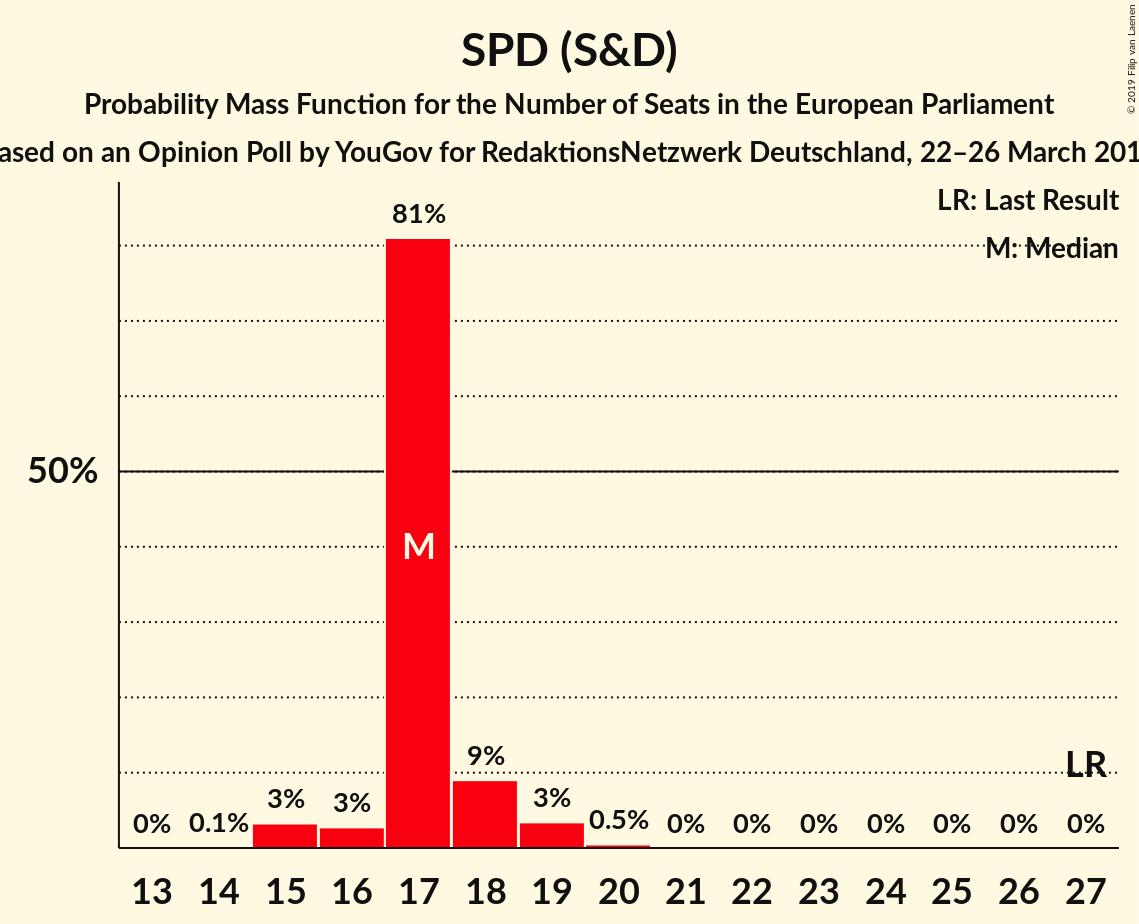 SPD (S&D)
Probability Mass Function for the Number of Seats in the European Parliament
ased on an Opinion Poll by YouGov for RedaktionsNetzwerk Deutschland, 22–26 March 201
© 2019 Filip van Laenen
LR: Last Result
M: Median
81%
50%
M
9%
LR
3%
3%
3%
0%
0.1%
0.5%
0%
0%
0%
0%
0%
0%
0%
13 14 15 16 17 18 19 20 21 22 23 24 25 26 27